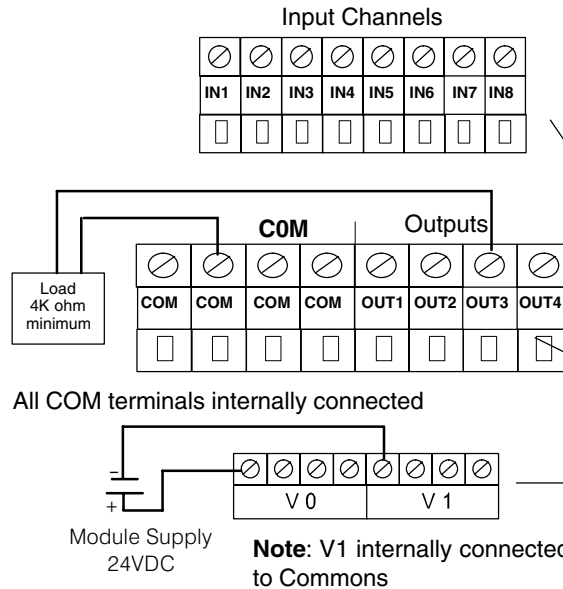 Input Channels
IN1 IN2 IN3 IN4 IN5 IN6 IN7 IN8
C0M Outputs
Load
4K ohm
minimum
COM COM COM COM OUT1 OUT2 OUT3 OUT4
All COM terminals internally connected
–
+
V 0 V 1
Module Supply
24VDC
Note: V1 internally connected
to Commons